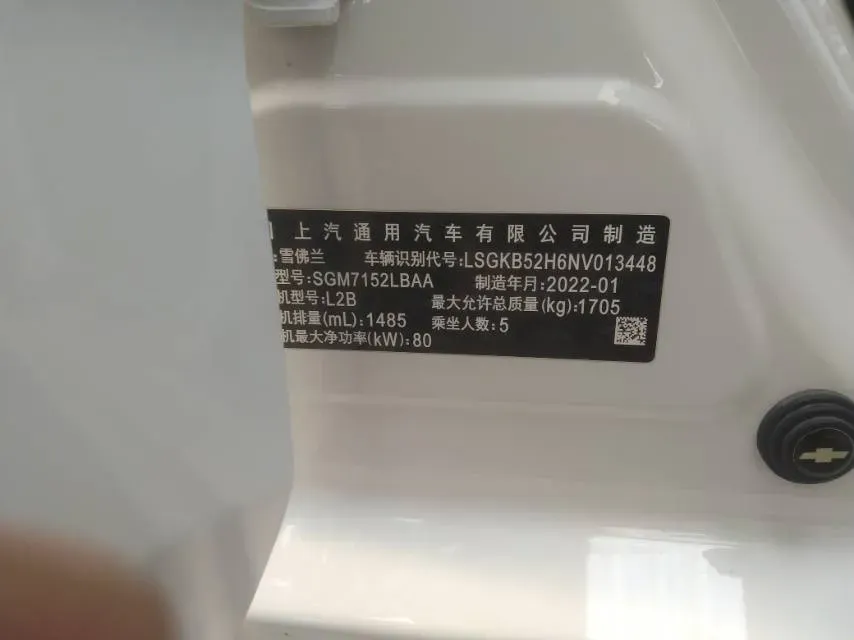 上汽通用汽车有限公司制造
:雪佛兰 车辆识别代号:LSGKB52H6NV013448
型号:SGM7152LBAA 制造年月:2022-01
机型号:L2B 最大允许总质量(kg):1705
机排量(mL):1485 乘坐人数:5
机最大净功率(kW):80